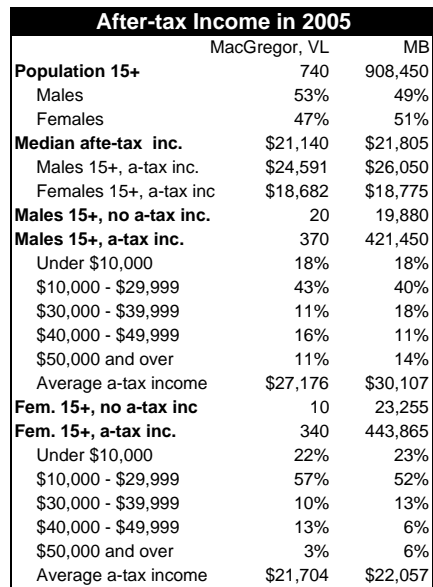 After-tax Income in 2005
MacGregor, VL MB
Population 15+ 740 908,450
Males 53% 49%
Females 47% 51%
Median afte-tax inc. $21,140 $21,805
Males 15+, a-tax inc. $24,591 $26,050
Females 15+, a-tax inc $18,682 $18,775
Males 15+, no a-tax inc. 20 19,880
Males 15+, a-tax inc. 370 421,450
Under $10,000 18% 18%
$10,000 - $29,999 43% 40%
$30,000 - $39,999 11% 18%
$40,000 - $49,999 16% 11%
$50,000 and over 11% 14%
Average a-tax income $27,176 $30,107
Fem. 15+, no a-tax inc 10 23,255
Fem. 15+, a-tax inc. 340 443,865
Under $10,000 22% 23%
$10,000 - $29,999 57% 52%
$30,000 - $39,999 10% 13%
$40,000 - $49,999 13% 6%
$50,000 and over 3% 6%
Average a-tax income $21,704 $22,057